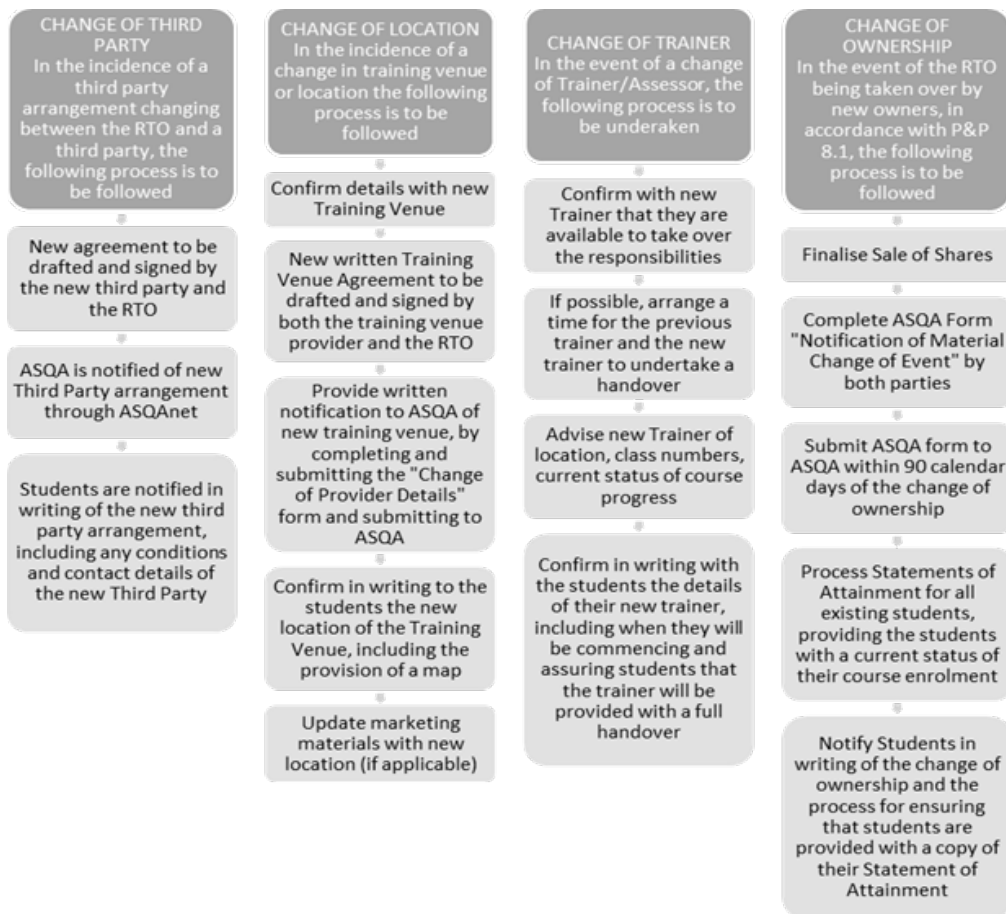 CHANGE OF THIRD
PARTY
In the incidence of a
third party
arrangement changing
between the RTO and a
third party, the
following process is to
be followed
New agreement to be
drafted and signed by
the new third party and
the RTO
ASQA is notified of new
Third Party arrangement
through ASQAnet
Students are notified in
writing of the new third
party arrangement,
including any conditions
and contact details of
the new Third Party
CHANGE OF LOCATION
In the incidence of a
change in training venue
or location the following
process is to be
followed
Confirm details with new
Training Venue
New written Training
Venue Agreement to be
drafted and signed by
both the training venue
provider and the RTO
Provide written
notification to ASQA of
new training venue, by
completing and
submitting the "Change
of Provider Details"
form and submitting to
ASQA
Confirm in writing to the
students the new
location of the Training
Venue, including the
provision of a map
Update marketing
materials with new
location (if applicable)
CHANGE OF TRAINER
In the event of a change
of Trainer/Assessor, the
following process is to
be underaken
Confirm with new
Trainer that they are
available to take over
the responsibilities
If possible, arrange a
time for the previous
trainer and the new
trainer to undertake a
handover
Advise new Trainer of
location, class numbers,
current status of course
progress
Confirm in writing with
the students the details
of their new trainer,
including when they will
be commencing and
assuring students that
the trainer will be
provided with a full
handover
CHANGE OF
OWNERSHIP
In the event of the RTO
being taken over by
new owners, in
accordance with P&P
8.1, the following
process is to be
followed
Finalise Sale of Shares
Complete ASQA Form
"Notification of Material
Change of Event" by
both parties
Submit ASQA form to
ASQA within 90 calendar
days of the change of
ownership
Process Statements of
Attainment for all
existing students,
providing the students
with a current status of
their course enrolment
Notify Students in
writing of the change of
ownership and the
process for ensuring
that students are
provided with a copy of
their Statement of
Attainment